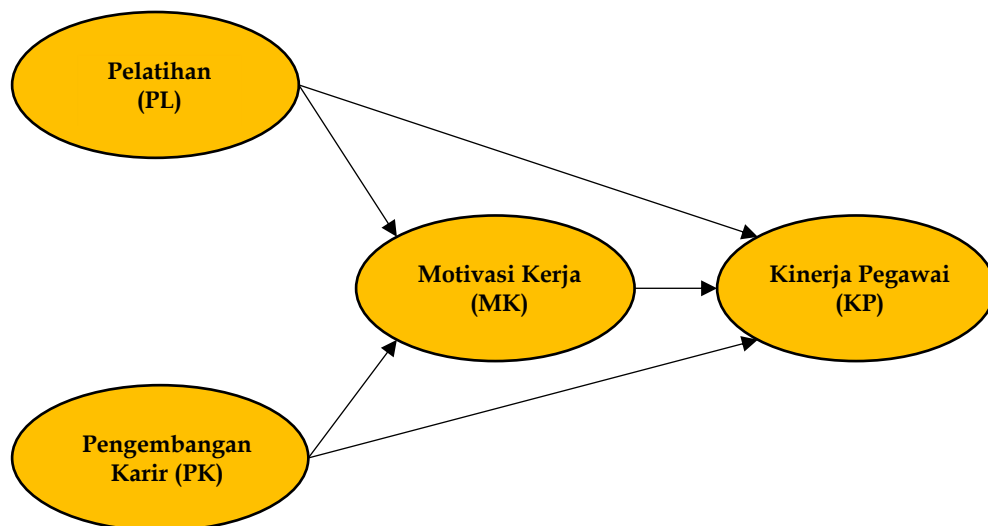 Pelatihan
(PL)
Motivasi Kerja
(MK)
Kinerja Pegawai
(KP)
Pengembangan
Karir (PK)